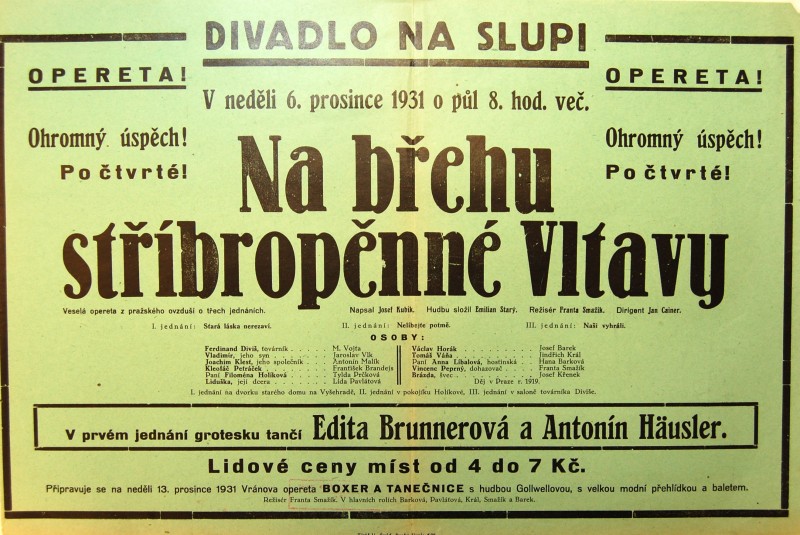 DIVADLO NA SLUPI
OPERETA!
OPERETA!
V neděli 6. prosince 1931 o půl 8. hod. več.
Ohromný úspěch!
Po čtvrté!
Ohromný úspěch!
Po čtvrté!
Na břehu
stříbropěnné Vltavy
Veselá opereta z pražského ovzduší o třech jednáních. Napsal Josef Kubík. Hudbu složil Emilian Starý. Režisér Franta Smažík. Dirigent Jan Cainer.
I. jednání: Stará láska nerezaví. II. jednání: Nelíbejte potmě. III. jednání: Naši vyhráli.
OSOBY:
Ferdinand Diviš, továrník M. Vojta
Vladimír, jeho syn Jaroslav Vlk
Joachim Klest, jeho společník Antonín Malík
Kleofáš Petráček František Brandejs
Paní Filoména Holíková Tylda Prčková
Liduška, její dcera Lída Pavlátová
Václav Horák Josef Barek
Tomáš Váňa Jindřich Král
Paní Anna Líbalová, hostinská Hana Barková
Vincenc Peprný, dohazovač Franta Smažík
Brázda, švec Josef Křenek
Děj v Praze r. 1919.
I. jednání na dvorku starého domu na Vyšehradě, II. jednání v pokojíku Holíkové, III. jednání v saloně továrníka Diviše.
V prvém jednání grotesku tančí Edita Brunnerová a Antonín Häusler.
Lidové ceny míst od 4 do 7 Kč.
Připravuje se na neděli 13. prosince 1931 Vránova opereta BOXER A TANEČNICE s hudbou Gollwellovou, s velkou modní přehlídkou a baletem.
Režisér Franta Smažík. V hlavních rolích Barková, Pavlátová, Král, Smažík a Barek.